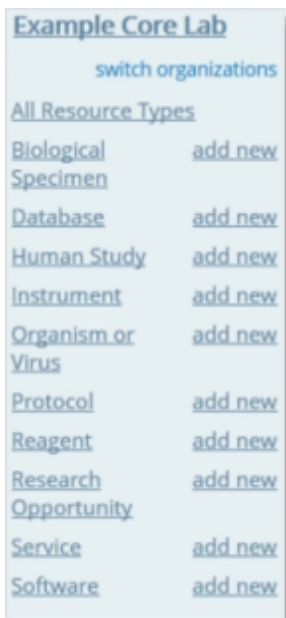 Example Core Lab
switch organizations
All Resource Types
Biological Specimen add new
Database add new
Human Study add new
Instrument add new
Organism or Virus add new
Protocol add new
Reagent add new
Research Opportunity add new
Service add new
Software add new